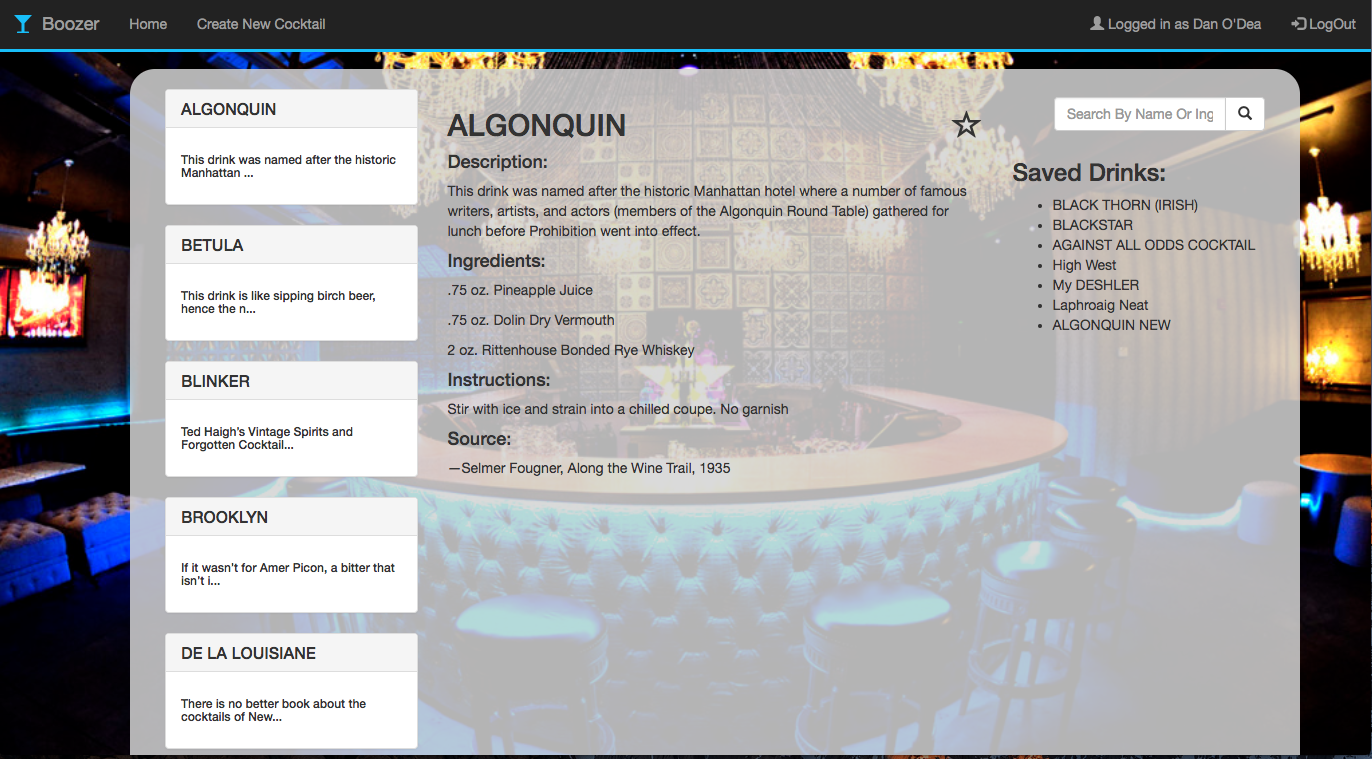 Boozer
Home
Create New Cocktail
Logged in as Dan O'Dea
LogOut
ALGONQUIN
This drink was named after the historic
Manhattan ...
BETULA
This drink is like sipping birch beer,
hence the n...
BLINKER
Ted Haigh's Vintage Spirits and
Forgotten Cocktail...
BROOKLYN
If it wasn't for Amer Picon, a bitter that
isn't i...
DE LA LOUISIANE
There is no better book about the
cocktails of New...
ALGONQUIN
Description:
This drink was named after the historic Manhattan hotel where a number of famous
writers, artists, and actors (members of the Algonquin Round Table) gathered for
lunch before Prohibition went into effect.
Ingredients:
.75 oz. Pineapple Juice
.75 oz. Dolin Dry Vermouth
2 oz. Rittenhouse Bonded Rye Whiskey
Instructions:
Stir with ice and strain into a chilled coupe. No garnish
Source:
—Selmer Fougner, Along the Wine Trail, 1935
Search By Name Or Ing
Saved Drinks:
• BLACK THORN (IRISH)
• BLACKSTAR
• AGAINST ALL ODDS COCKTAIL
• High West
• My DESHLER
• Laphroaig Neat
• ALGONQUIN NEW